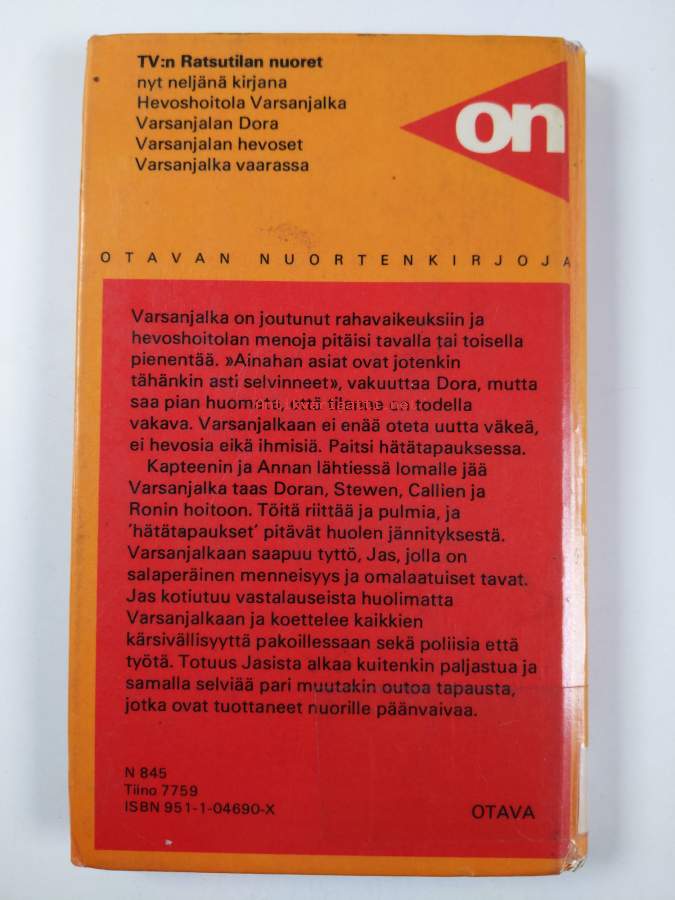 TV:n Ratsutilan nuoret
nyt neljänä kirjana
Hevoshoitola Varsanjalka
Varsanjalan Dora
Varsanjalan hevoset
Varsanjalka vaarassa
on
OTAVAN NUORTENKIRJOJA
Varsanjalka on joutunut rahavaikeuksiin ja
hevoshoitolan menoja pitäisi tavalla tai toisella
pienentää. »Ainahan asiat ovat jotenkin
tähänkin asti selvinneet», vakuuttaa Dora, mutta
saa pian huomata, että tilanne on todella
vakava. Varsanjalkaan ei enää oteta uutta väkeä,
ei hevosia eikä ihmisiä. Paitsi hätätapauksessa.
Kapteenin ja Annan lähtiessä lomalle jää
Varsanjalka taas Doran, Stewen, Callien ja
Ronin hoitoon. Töitä riittää ja pulmia, ja
'hätätapaukset' pitävät huolen jännityksestä.
Varsanjalkaan saapuu tyttö, Jas, jolla on
salaperäinen menneisyys ja omalaatuiset tavat.
Jas kotiutuu vastalauseista huolimatta
Varsanjalkaan ja koettelee kaikkien
kärsivällisyyttä pakoillessaan sekä poliisia että
työtä. Totuus Jasista alkaa kuitenkin paljastua ja
samalla selviää pari muutakin outoa tapausta,
jotka ovat tuottaneet nuorille päänvaivaa.
N 845
Tiino 7759
ISBN 951-1-04690-X
OTAVA